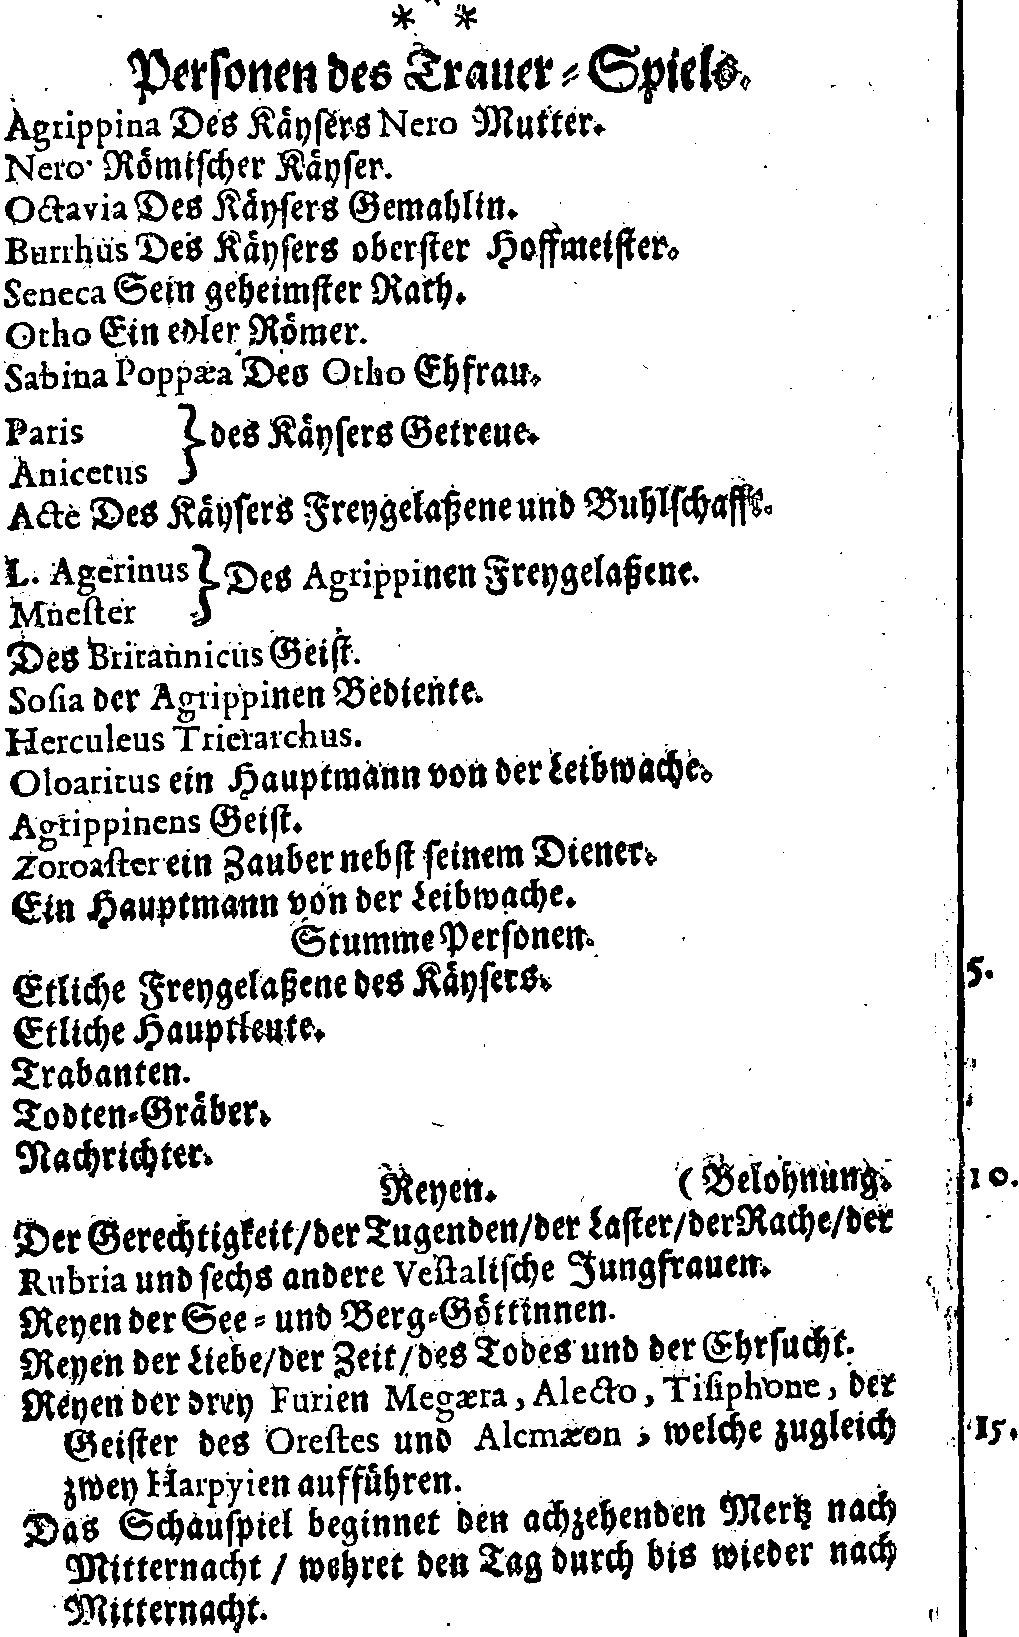 * * *
Personen des Trauer-Spiels.
Agrippina Des Käysers Nero Mutter.
Nero Römischer Käyser.
Octavia Des Käysers Gemahlin.
Burrhus Des Käysers oberster Hoffmeister.
Seneca Sein geheimster Rath.
Otho Ein edler Römer.
Sabina Poppæa Des Otho Ehfrau.
Paris
Anicetus } des Käysers Getreue.
Acte Des Käysers Freygelaßene und Buhlschafft.
L. Agerinus
Mnester } Des Agrippinen Freygelaßene.
Des Britannicus Geist.
Sosia der Agrippinen Bediente.
Herculeus Trierarchus.
Oloaritus ein Hauptmann von der Leibwache.
Agrippinens Geist.
Zoroaster ein Zauber nebst seinem Diener.
Ein Hauptmann von der Leibwache.
Stumme Personen.
Etliche Freygelaßene des Käysers.
Etliche Hauptleute.
Trabanten.
Todten-Gräber.
Nachrichter.
Reyen. (Belohnung.
Der Gerechtigkeit/der Tugenden/der Laster/der Rache/der
Rubria und sechs andere Vestalische Jungfrauen.
Reyen der See- und Berg-Göttinnen.
Reyen der Liebe/der Zeit/des Todes und der Ehrsucht.
Reyen der drey Furien Megæra, Alecto, Tisiphone, der
Geister des Orestes und Alcmæon, welche zugleich
zwey Harpyien aufführen.
Das Schauspiel beginnet den achzehenden Mertz nach
Mitternacht / wehret den Tag durch bis wieder nach
Mitternacht.
5.
10.
15.